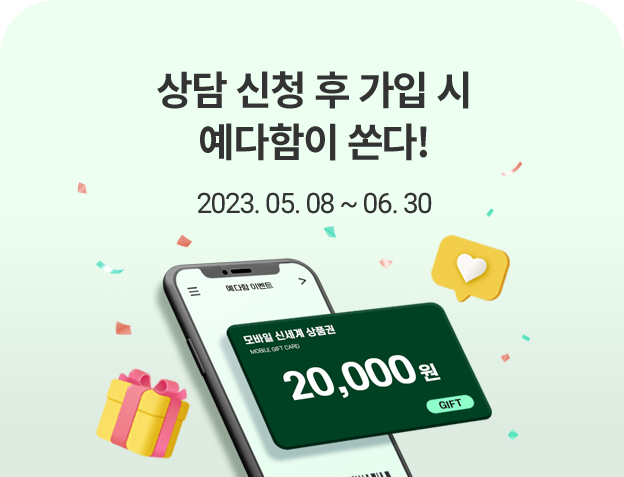 상담 신청 후 가입 시
예다함이 쏜다!
2023. 05. 08 ~ 06. 30
예다함 이벤트
모바일 신세계 상품권
MOBILE GIFT CARD
20,000원
GIFT